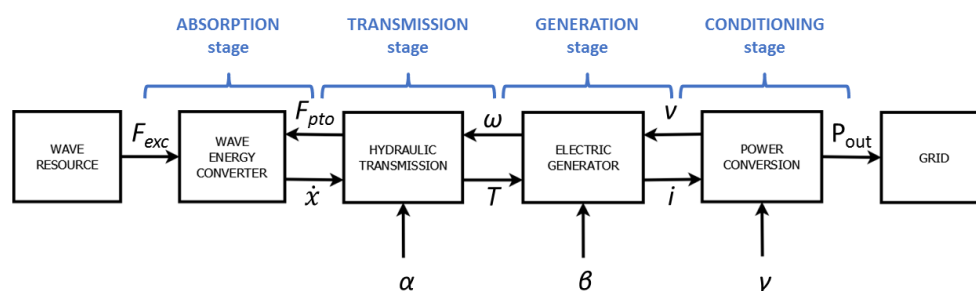 ABSORPTION
stage
TRANSMISSION
stage
GENERATION
stage
CONDITIONING
stage
WAVE
RESOURCE
F_exc
WAVE
ENERGY
CONVERTER
F_pto
ẋ
HYDRAULIC
TRANSMISSION
ω
T
ELECTRIC
GENERATOR
v
i
POWER
CONVERSION
P_out
GRID
α
β
γ